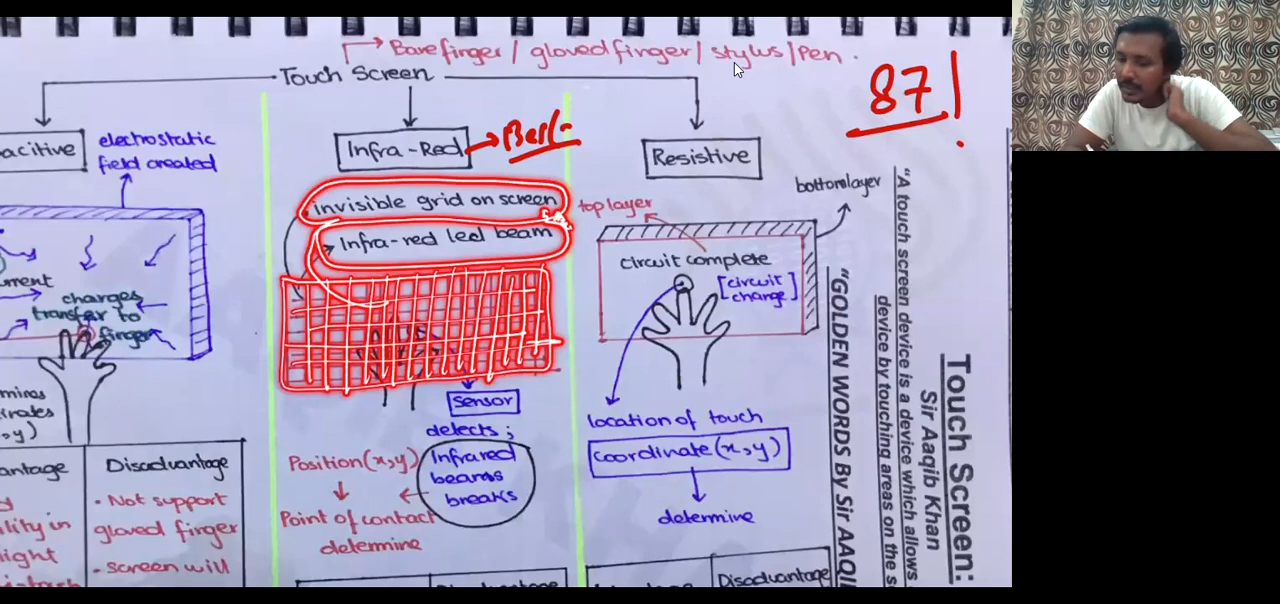 Bare finger / gloved finger / stylus / Pen .
Touch Screen
87
acitive
electrostatic
field created
Infra-Red
Resistive
invisible grid on screen
Infra-red led beam
top layer
bottom layer
circuit complete
[circuit
change]
charges
transfer to
finger
Sensor
detects ;
Infrared
beams
breaks
Position (x,y)
Point of contact
determine
location of touch
coordinate (x,y)
determine
Disadvantage
• Not support
gloved finger
• screen will
Disadvantage
Touch Screen:
Sir Aaqib Khan
"A touch screen device is a device which allows
device by touching areas on the s
"GOLDEN WORDS BY Sir AAQI